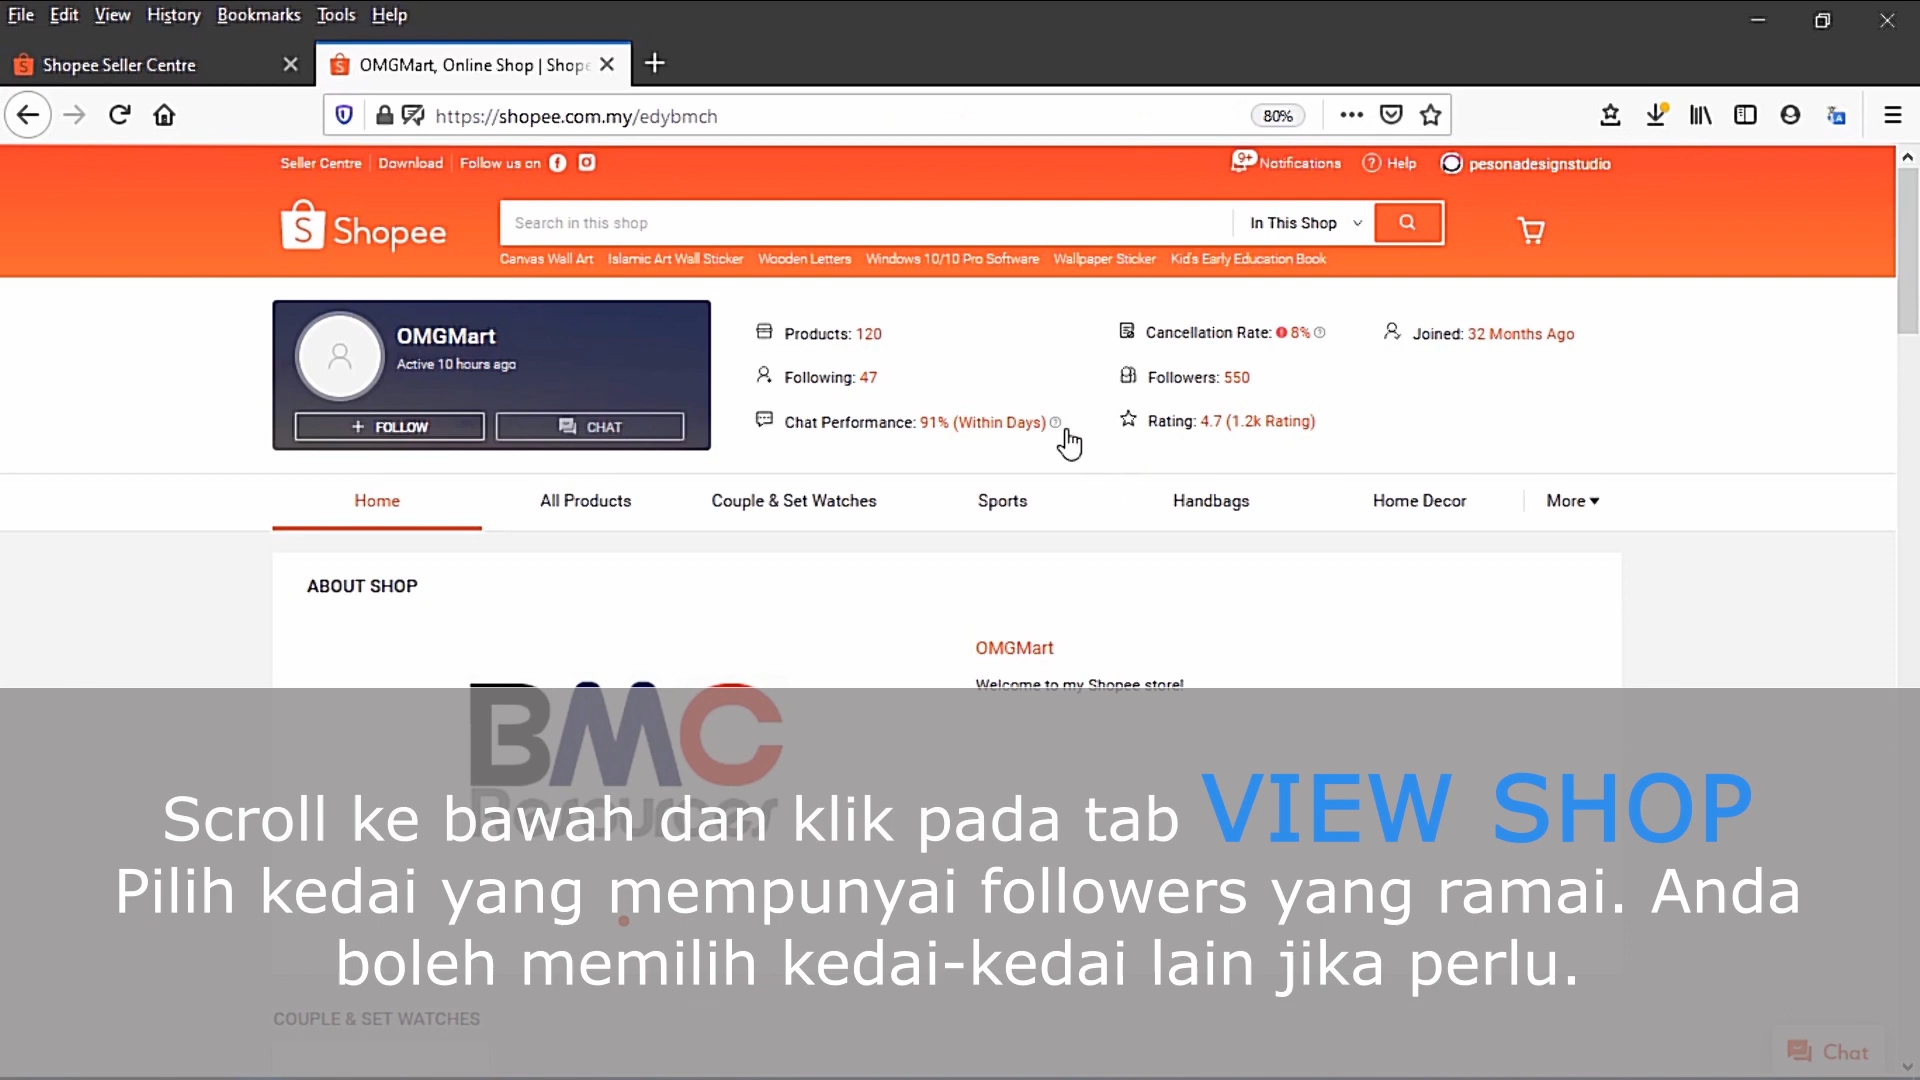 File Edit View History Bookmarks Tools Help
Shopee Seller Centre
OMGMart, Online Shop | Shope
https://shopee.com.my/edybmch
80%
Seller Centre | Download | Follow us on
9+ Notifications
Help
pesonadesignstudio
Shopee
Search in this shop
In This Shop
Canvas Wall Art Islamic Art Wall Sticker Wooden Letters Windows 10/10 Pro Software Wallpaper Sticker Kid's Early Education Book
OMGMart
Active 10 hours ago
+ FOLLOW
CHAT
Products: 120
Cancellation Rate: 8%
Joined: 32 Months Ago
Following: 47
Followers: 550
Chat Performance: 91% (Within Days)
Rating: 4.7 (1.2k Rating)
Home All Products Couple & Set Watches Sports Handbags Home Decor More
ABOUT SHOP
OMGMart
Welcome to my Shopee store!
BMC
Resources
Scroll ke bawah dan klik pada tab VIEW SHOP
Pilih kedai yang mempunyai followers yang ramai. Anda
boleh memilih kedai-kedai lain jika perlu.
COUPLE & SET WATCHES
Chat